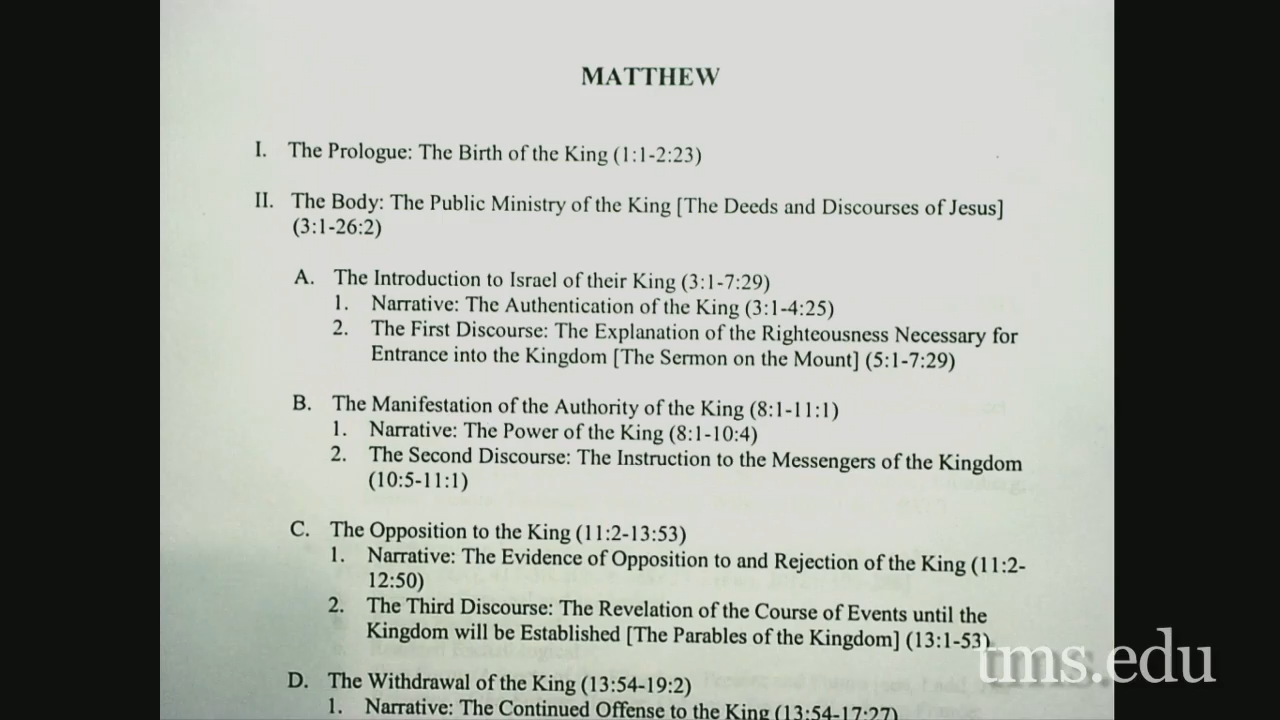 MATTHEW
I. The Prologue: The Birth of the King (1:1-2:23)
II. The Body: The Public Ministry of the King [The Deeds and Discourses of Jesus]
(3:1-26:2)
A. The Introduction to Israel of their King (3:1-7:29)
1. Narrative: The Authentication of the King (3:1-4:25)
2. The First Discourse: The Explanation of the Righteousness Necessary for
Entrance into the Kingdom [The Sermon on the Mount] (5:1-7:29)
B. The Manifestation of the Authority of the King (8:1-11:1)
1. Narrative: The Power of the King (8:1-10:4)
2. The Second Discourse: The Instruction to the Messengers of the Kingdom
(10:5-11:1)
C. The Opposition to the King (11:2-13:53)
1. Narrative: The Evidence of Opposition to and Rejection of the King (11:2-
12:50)
2. The Third Discourse: The Revelation of the Course of Events until the
Kingdom will be Established [The Parables of the Kingdom] (13:1-53)
tms.edu
D. The Withdrawal of the King (13:54-19:2)
1. Narrative: The Continued Offense to the King (13:54-17:27)